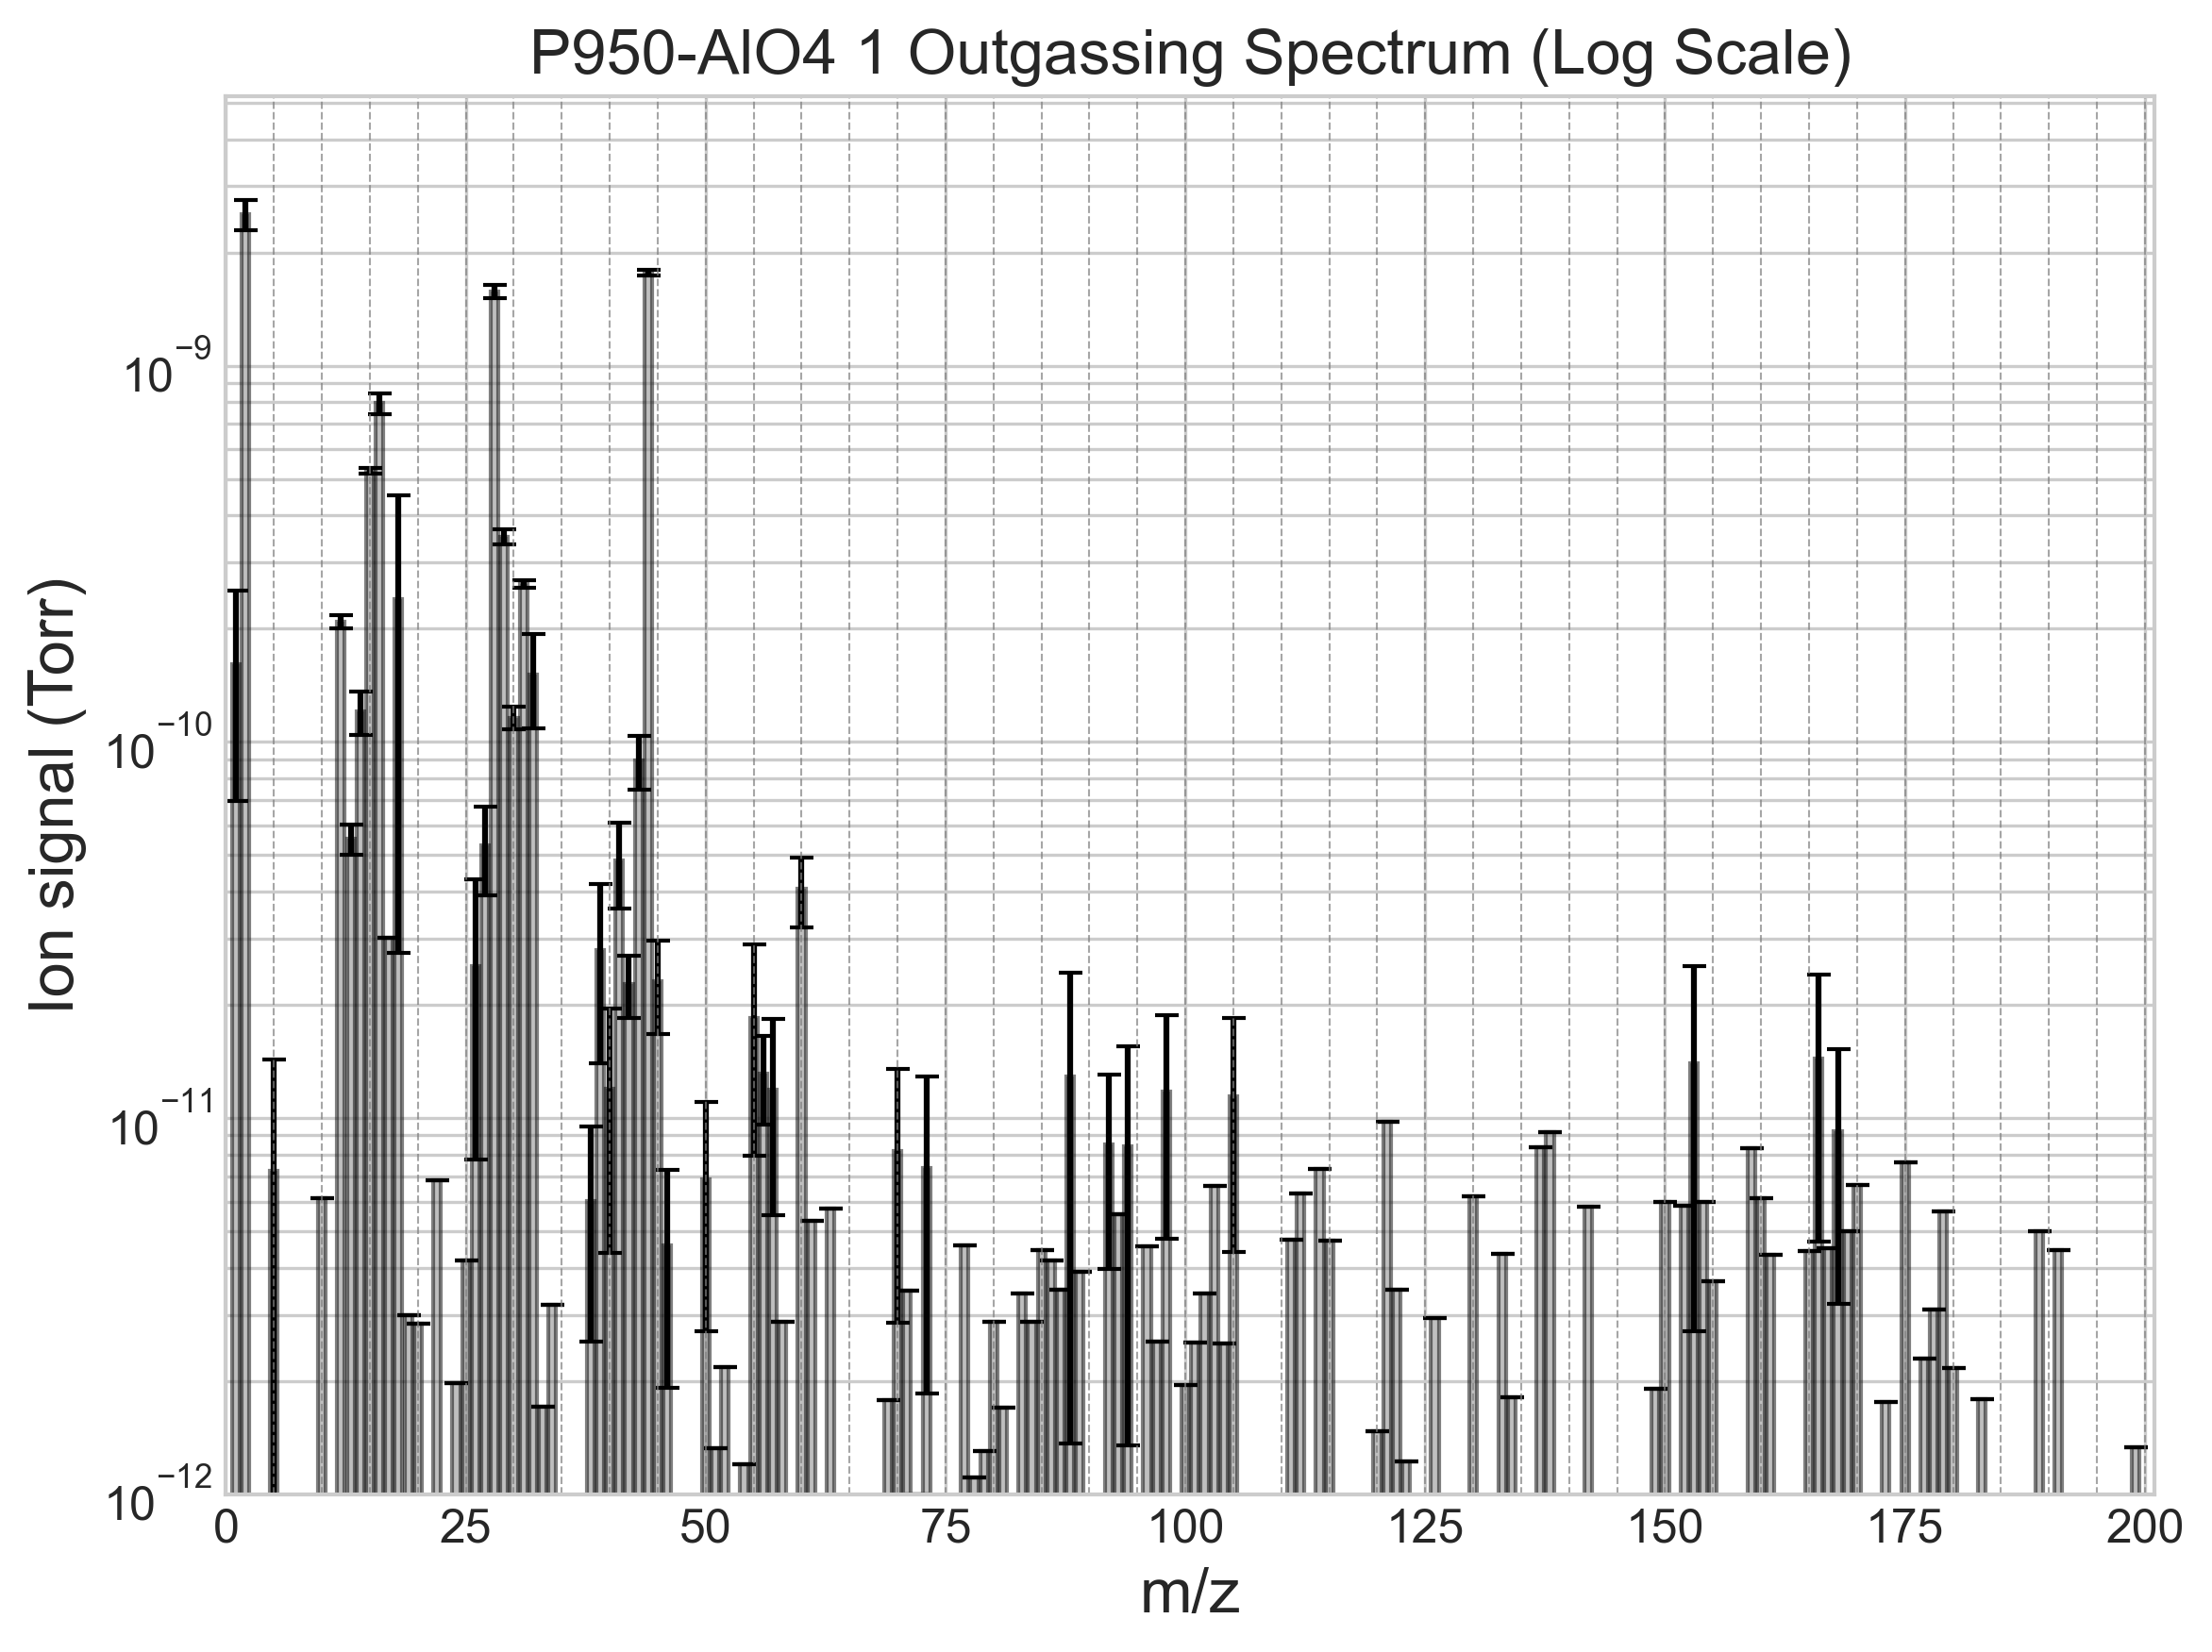 P950-AlO4 1 Outgassing Spectrum (Log Scale)
Ion signal (Torr)
10⁻⁹
10⁻¹⁰
10⁻¹¹
10⁻¹²
0 25 50 75 100 125 150 175 200
m/z